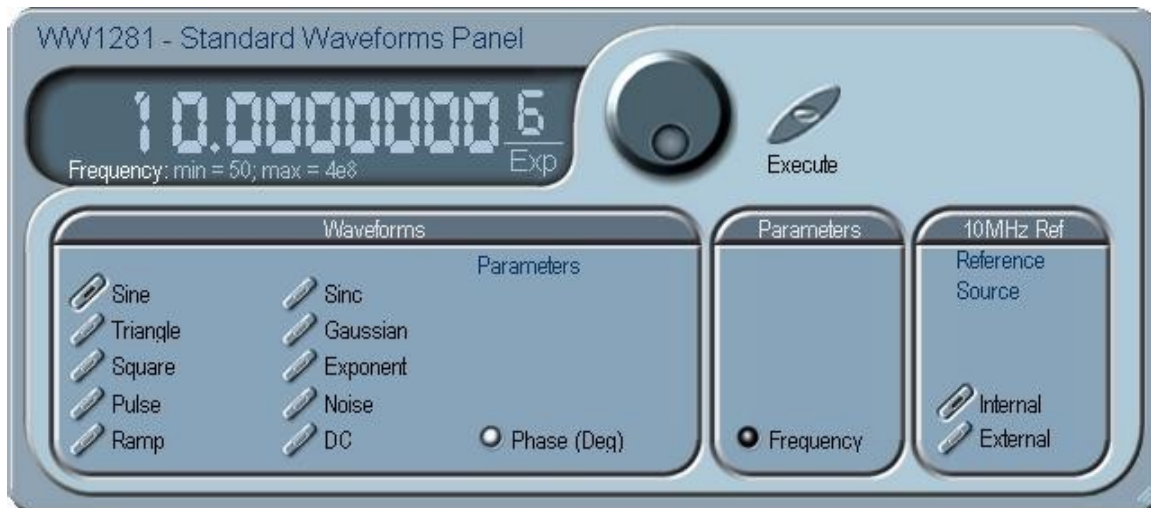 WW1281 - Standard Waveforms Panel
10.0000000 6
Exp
Frequency: min = 50; max = 4e8
Execute
Waveforms
Parameters
Sine
Triangle
Square
Pulse
Ramp
Sinc
Gaussian
Exponent
Noise
DC
Phase (Deg)
Parameters
Frequency
10MHz Ref
Reference
Source
Internal
External